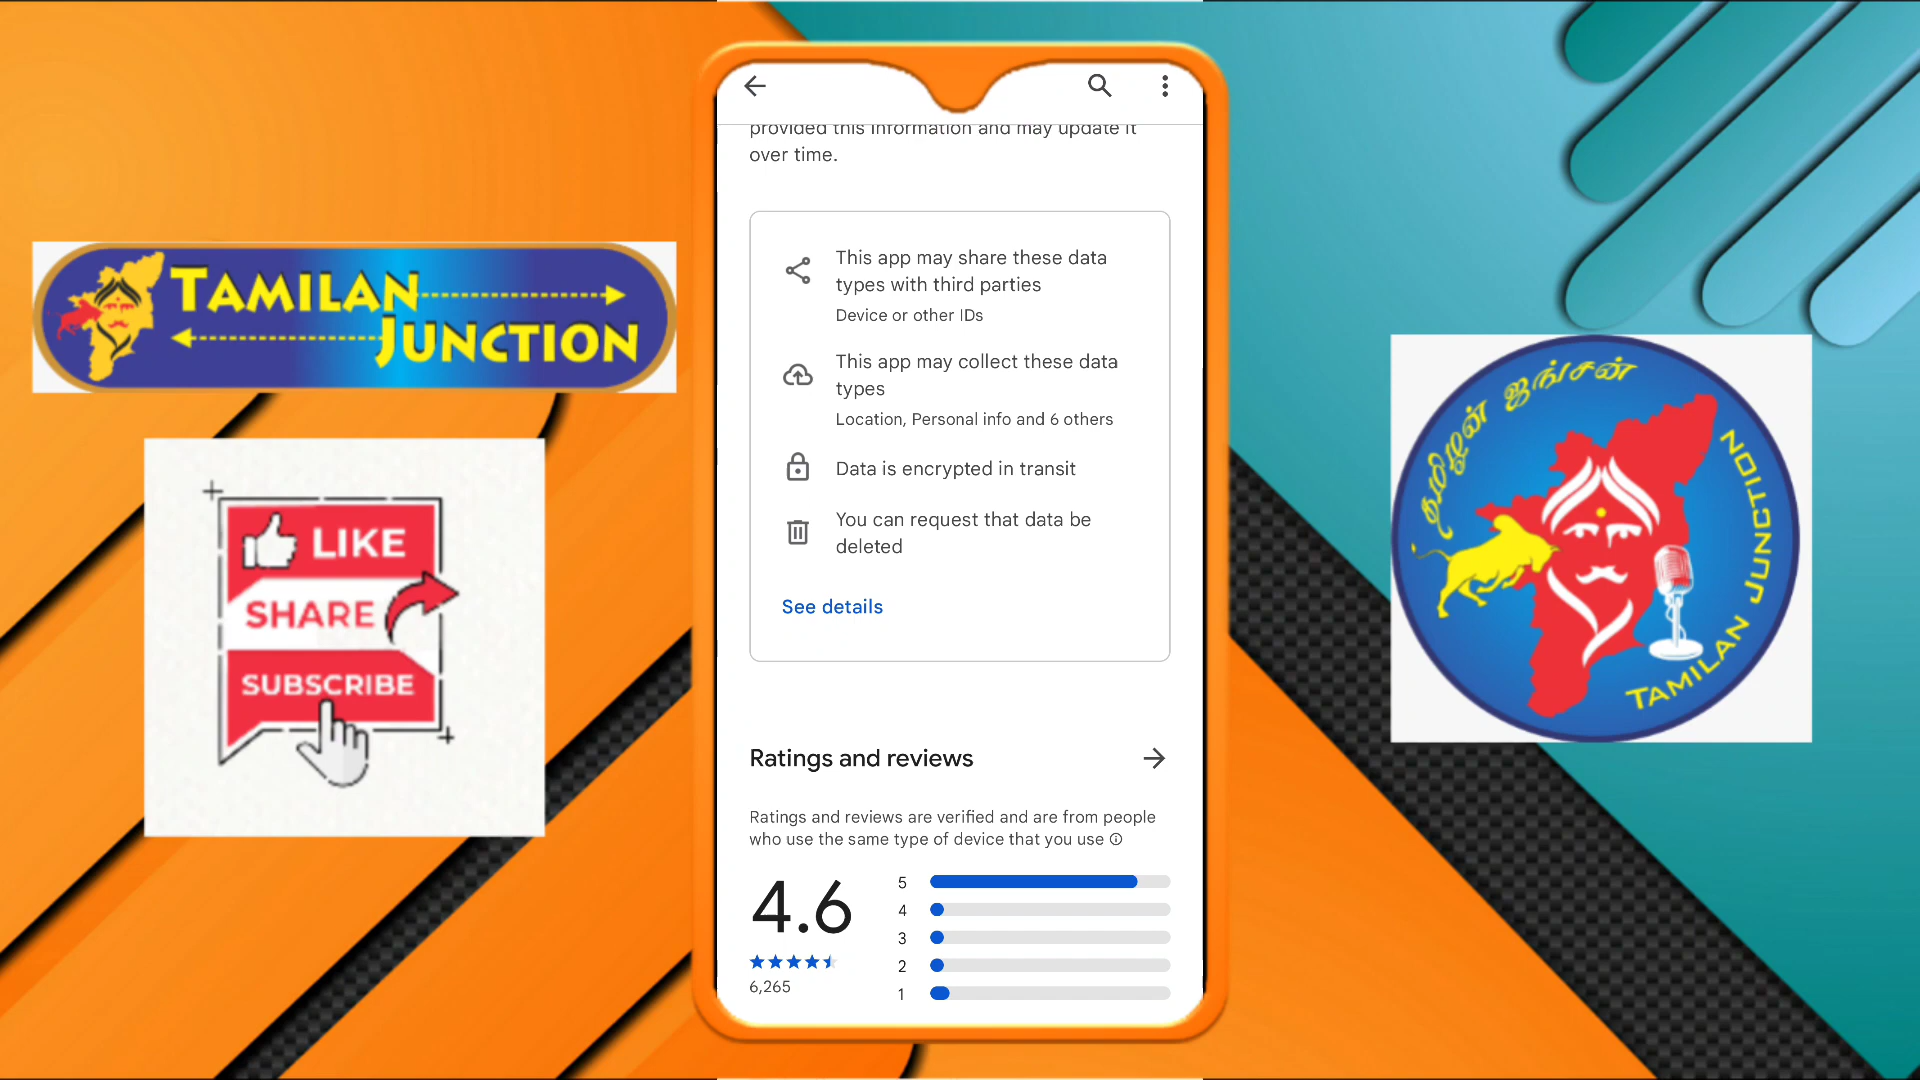 TAMILAN
JUNCTION
LIKE
SHARE
SUBSCRIBE
provided this information and may update it
over time.
This app may share these data
types with third parties
Device or other IDs
This app may collect these data
types
Location, Personal info and 6 others
Data is encrypted in transit
You can request that data be
deleted
See details
Ratings and reviews
Ratings and reviews are verified and are from people
who use the same type of device that you use
4.6
6,265
5
4
3
2
1
தமிழன் ஜங்சன்
TAMILAN JUNCTION